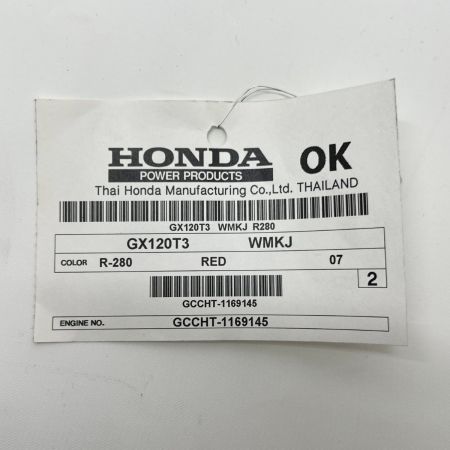 HONDA OK
POWER PRODUCTS
Thai Honda Manufacturing Co.,Ltd. THAILAND
GX120T3 WMKJ R280
GX120T3 WMKJ
COLOR R-280 RED 07
2
GCCHT-1169145
ENGINE NO. GCCHT-1169145